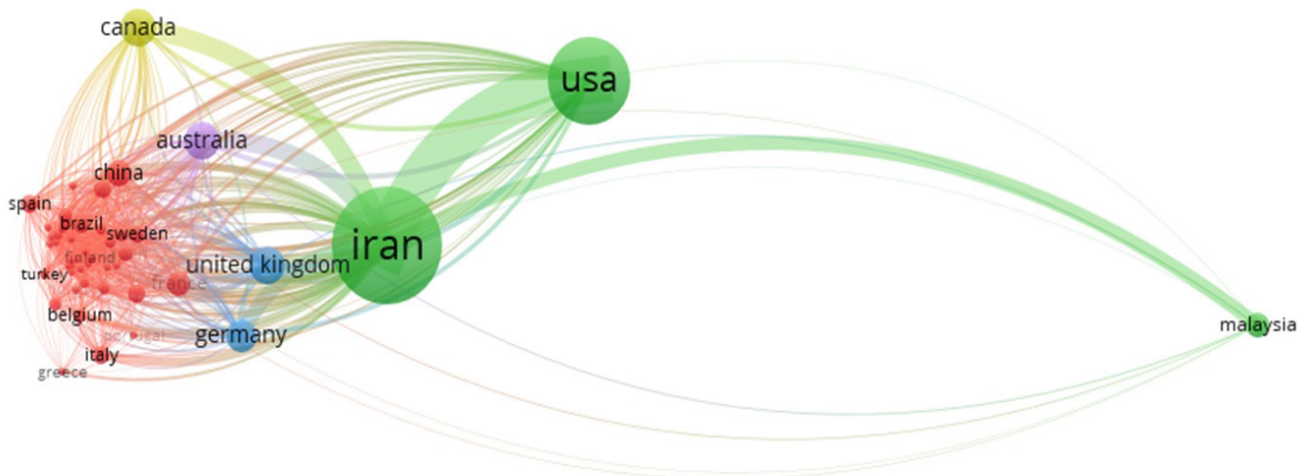 canada
usa
australia
china
spain
brazil
sweden
iran
finland
united kingdom
turkey
france
belgium
malaysia
germany
portugal
italy
greece